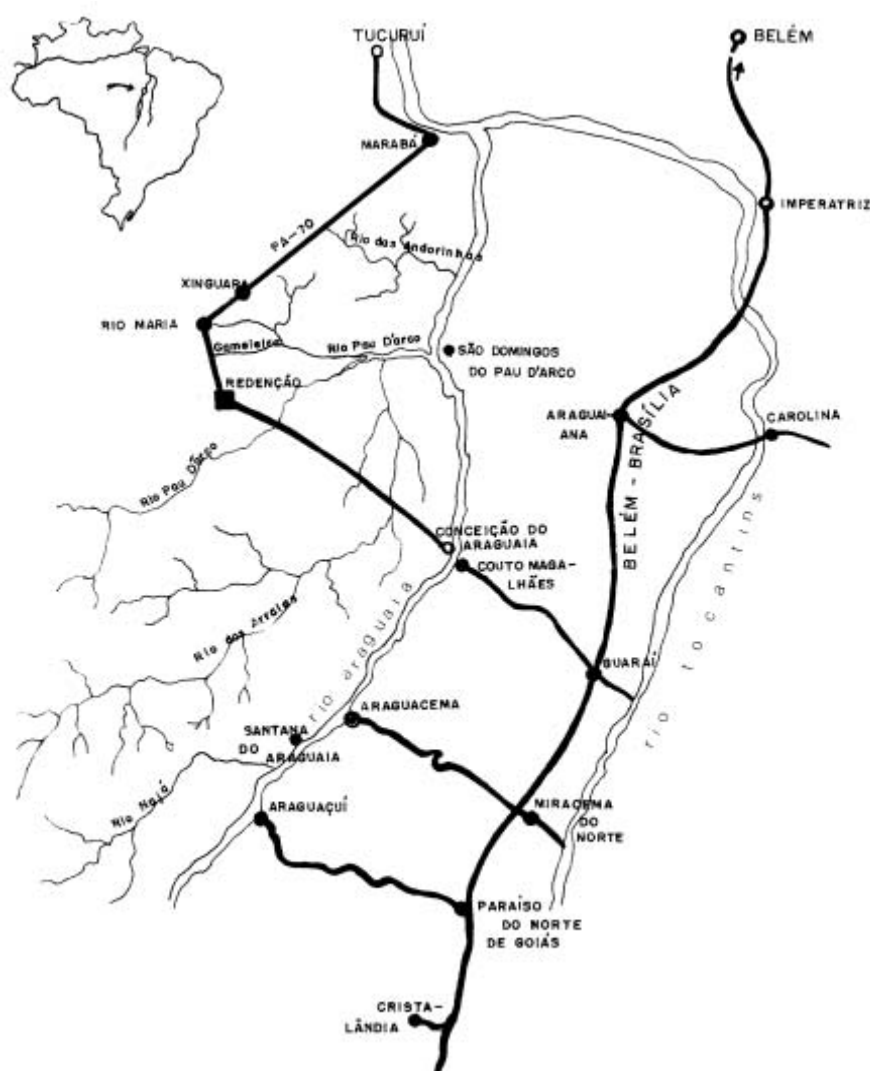 TUCURUÍ
BELÉM
MARABÁ
IMPERATRIZ
PA-70
Rio das Andorinhas
XINGUARA
RIO MARIA
Gameleira
Rio Pau D'arco
SÃO DOMINGOS
DO PAU D'ARCO
REDENÇÃO
ARAGUAI-
ANA
CAROLINA
BELÉM - BRASÍLIA
Rio Pau D'arco
CONCEIÇÃO DO
ARAGUAIA
COUTO MAGA-
LHÃES
rio tocantins
Rio das Arraias
rio araguaia
GUARAÍ
ARAGUACEMA
SANTANA
DO ARAGUAIA
Rio Najá
ARAGUAÇUÍ
MIRACEMA
DO
NORTE
PARAÍSO
DO NORTE
DE GOIÁS
CRISTA-
LÂNDIA